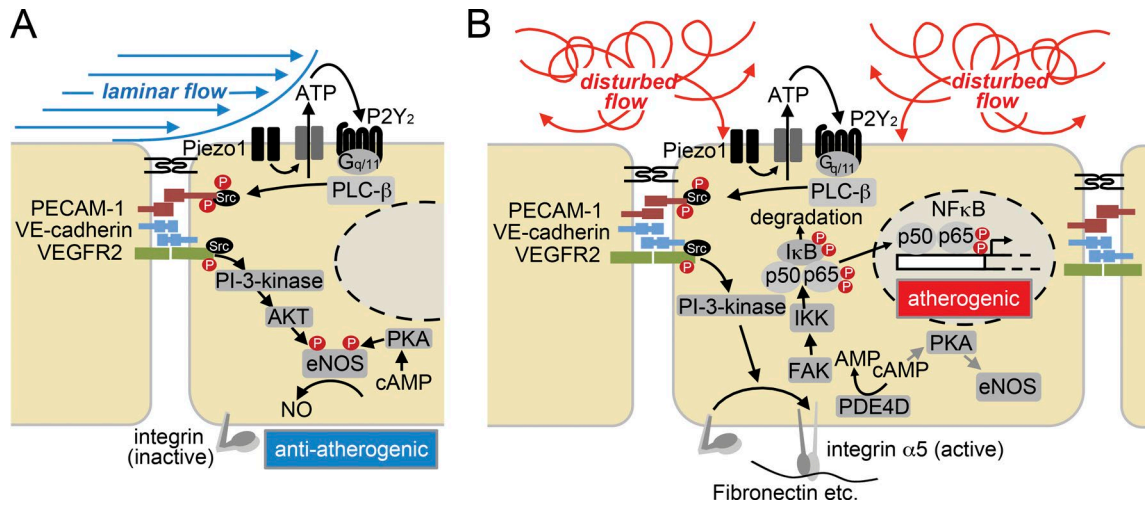 A
laminar flow
ATP
P2Y₂
Piezo1
Gq/11
PLC-β
P
Src
P
PECAM-1
VE-cadherin
VEGFR2
Src
P
PI-3-kinase
AKT
P
P
PKA
eNOS
cAMP
NO
integrin
(inactive)
anti-atherogenic
B
disturbed
flow
disturbed
flow
ATP
P2Y₂
Piezo1
Gq/11
PLC-β
P
Src
P
PECAM-1
VE-cadherin
VEGFR2
Src
P
degradation
IκB
P
P
p50
p65
P
P
NFκB
p50
p65
P
P
atherogenic
PI-3-kinase
IKK
FAK
AMP
cAMP
PDE4D
PKA
eNOS
integrin α5 (active)
Fibronectin etc.